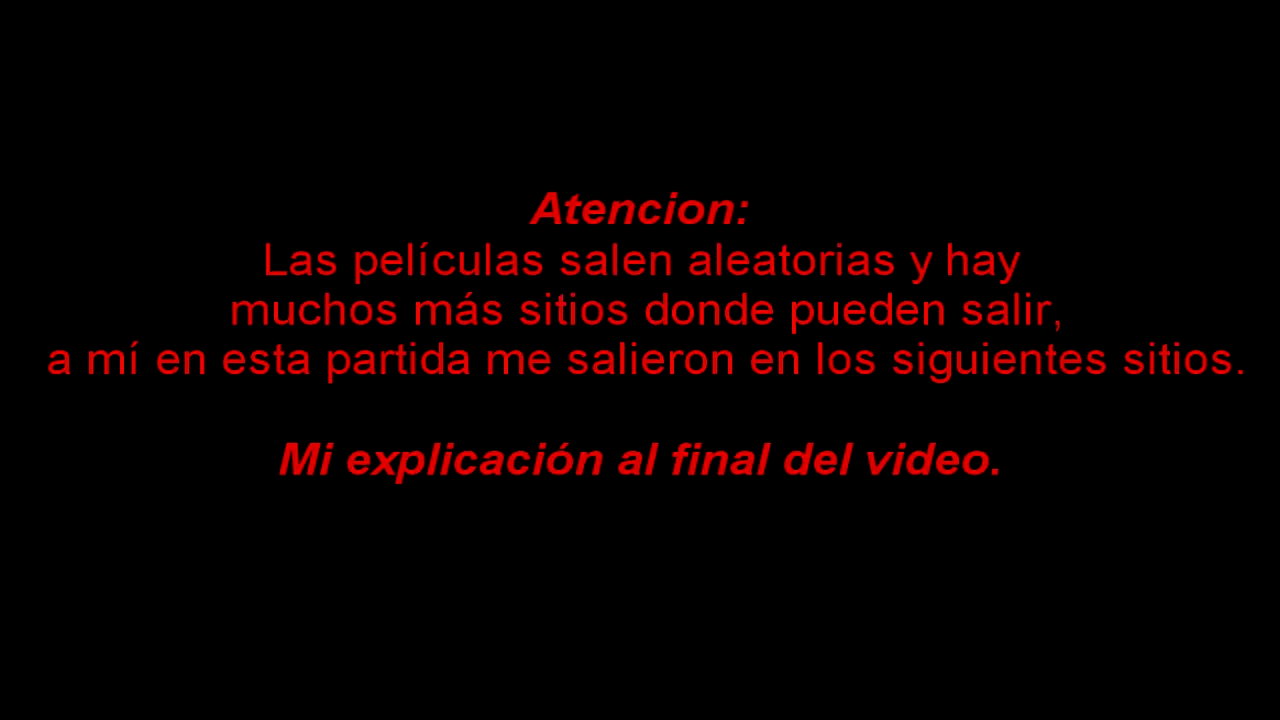 Atencion:
Las películas salen aleatorias y hay
muchos más sitios donde pueden salir,
a mí en esta partida me salieron en los siguientes sitios.
Mi explicación al final del video.